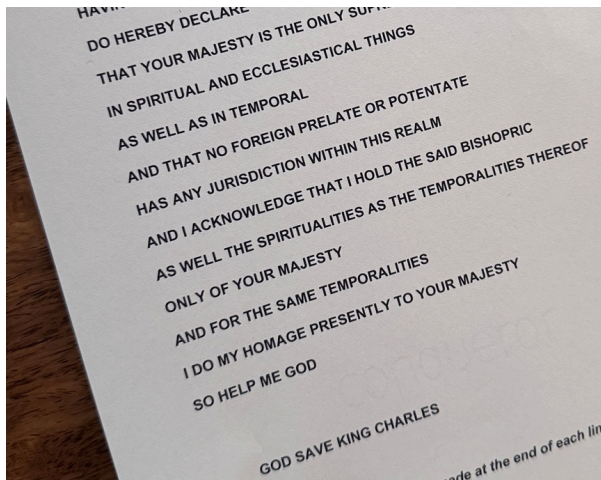 DO HEREBY DECLARE
THAT YOUR MAJESTY IS THE ONLY
IN SPIRITUAL AND ECCLESIASTICAL THINGS
AS WELL AS IN TEMPORAL
AND THAT NO FOREIGN PRELATE OR POTENTATE
HAS ANY JURISDICTION WITHIN THIS REALM
AND I ACKNOWLEDGE THAT I HOLD THE SAID BISHOPRIC
AS WELL THE SPIRITUALITIES AS THE TEMPORALITIES THEREOF
ONLY OF YOUR MAJESTY
AND FOR THE SAME TEMPORALITIES
I DO MY HOMAGE PRESENTLY TO YOUR MAJESTY
SO HELP ME GOD
GOD SAVE KING CHARLES
at the end of each